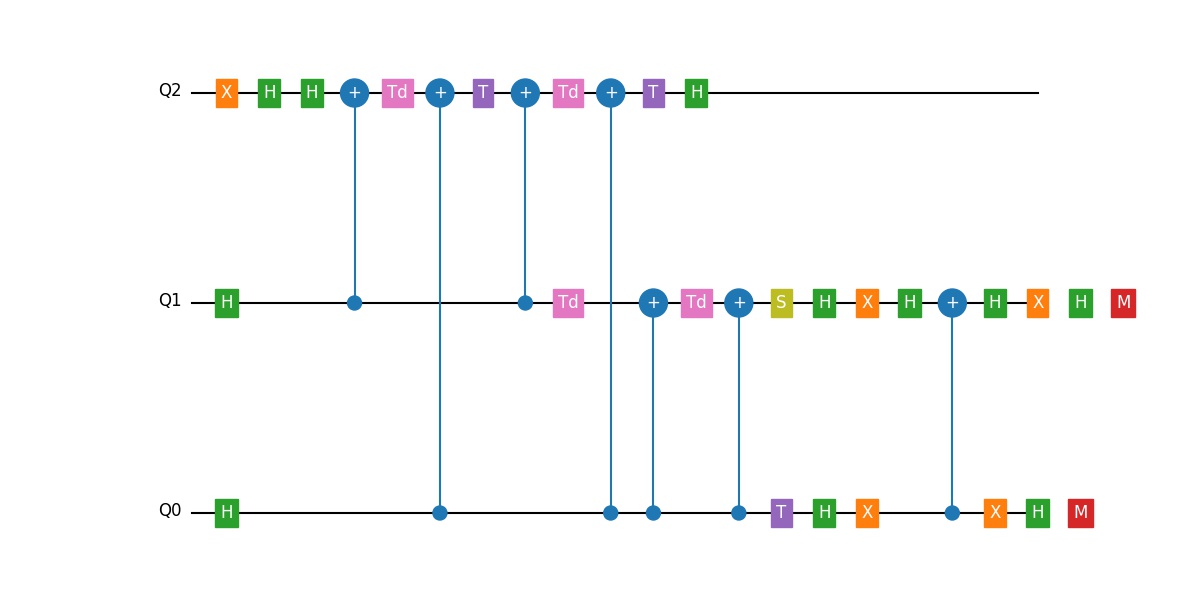 Q2 X H H + Td + T + Td + T H
Q1 H Td + Td + S H X H + H X H M
Q0 H T H X X H M